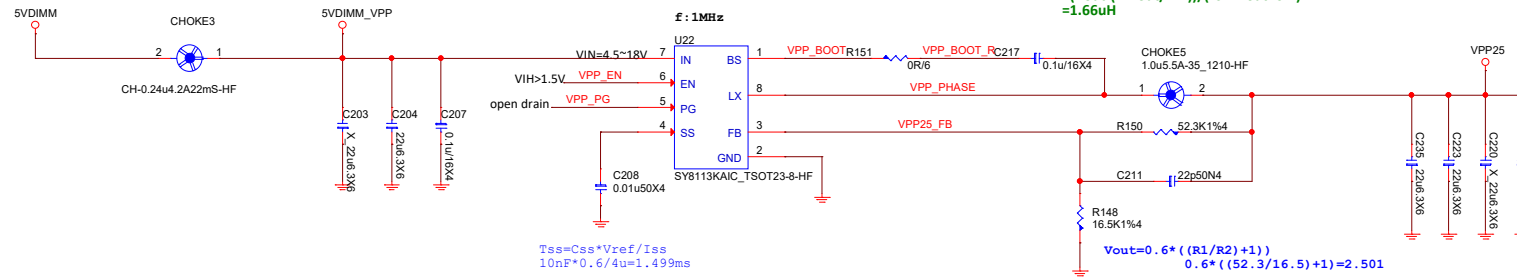 =1.66uH
5VDIMM
CHOKE3
2
1
CH-0.24u4.2A22mS-HF
5VDIMM_VPP
C203
X_22u6.3X6
C204
22u6.3X6
C207
0.1u/16X4
f:1MHz
U22
VIN=4.5~18V
7
IN
VIH>1.5V
VPP_EN
6
EN
open drain
VPP_PG
5
PG
4
SS
BS
1
LX
8
FB
3
GND
2
SY8113KAIC_TSOT23-8-HF
C208
0.01u50X4
Tss=Css*Vref/Iss
10nF*0.6/4u=1.499ms
VPP_BOOT
R151
0R/6
VPP_BOOT_R
C217
0.1u/16X4
VPP_PHASE
CHOKE5
1.0u5.5A-35_1210-HF
1
2
VPP25_FB
R150
52.3K1%4
C211
22p50N4
R148
16.5K1%4
Vout=0.6*((R1/R2)+1))
0.6*((52.3/16.5)+1)=2.501
VPP25
C235
22u6.3X6
C223
22u6.3X6
C220
X_22u6.3X6